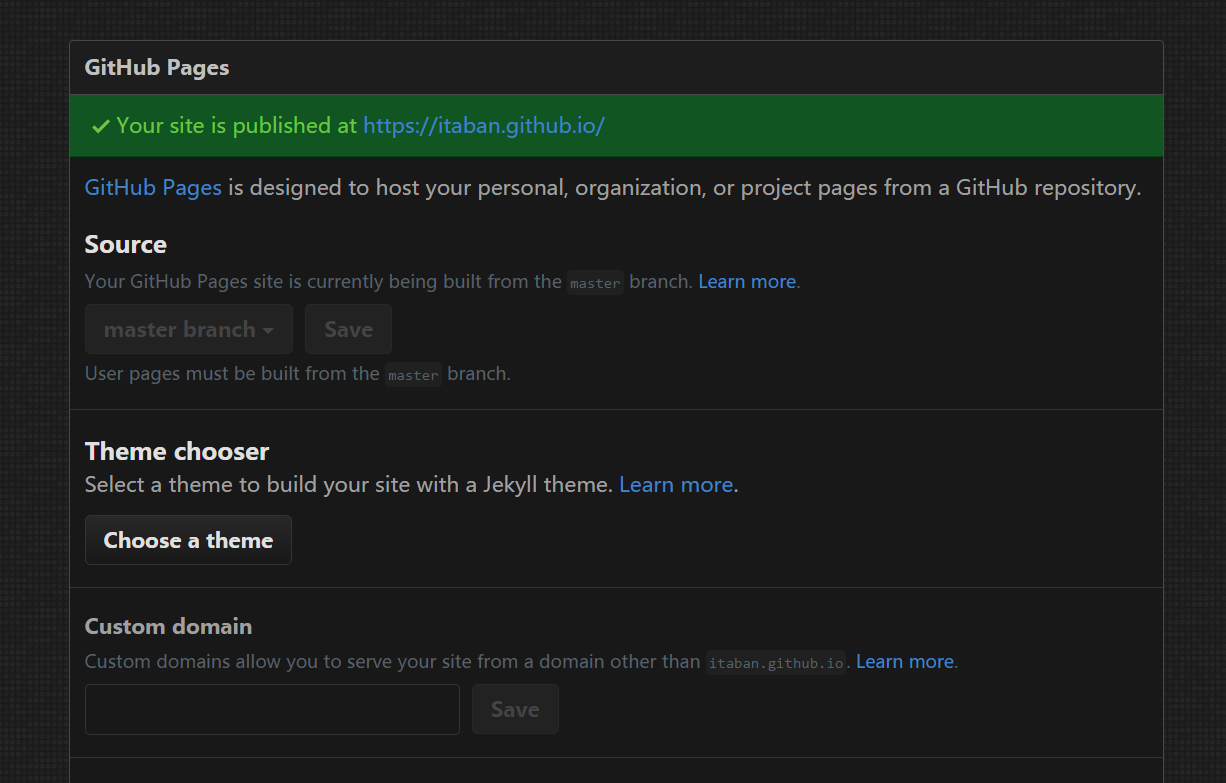 GitHub Pages
✓ Your site is published at https://itaban.github.io/
GitHub Pages is designed to host your personal, organization, or project pages from a GitHub repository.
Source
Your GitHub Pages site is currently being built from the master branch. Learn more.
master branch Save
User pages must be built from the master branch.
Theme chooser
Select a theme to build your site with a Jekyll theme. Learn more.
Choose a theme
Custom domain
Custom domains allow you to serve your site from a domain other than itaban.github.io. Learn more.
Save